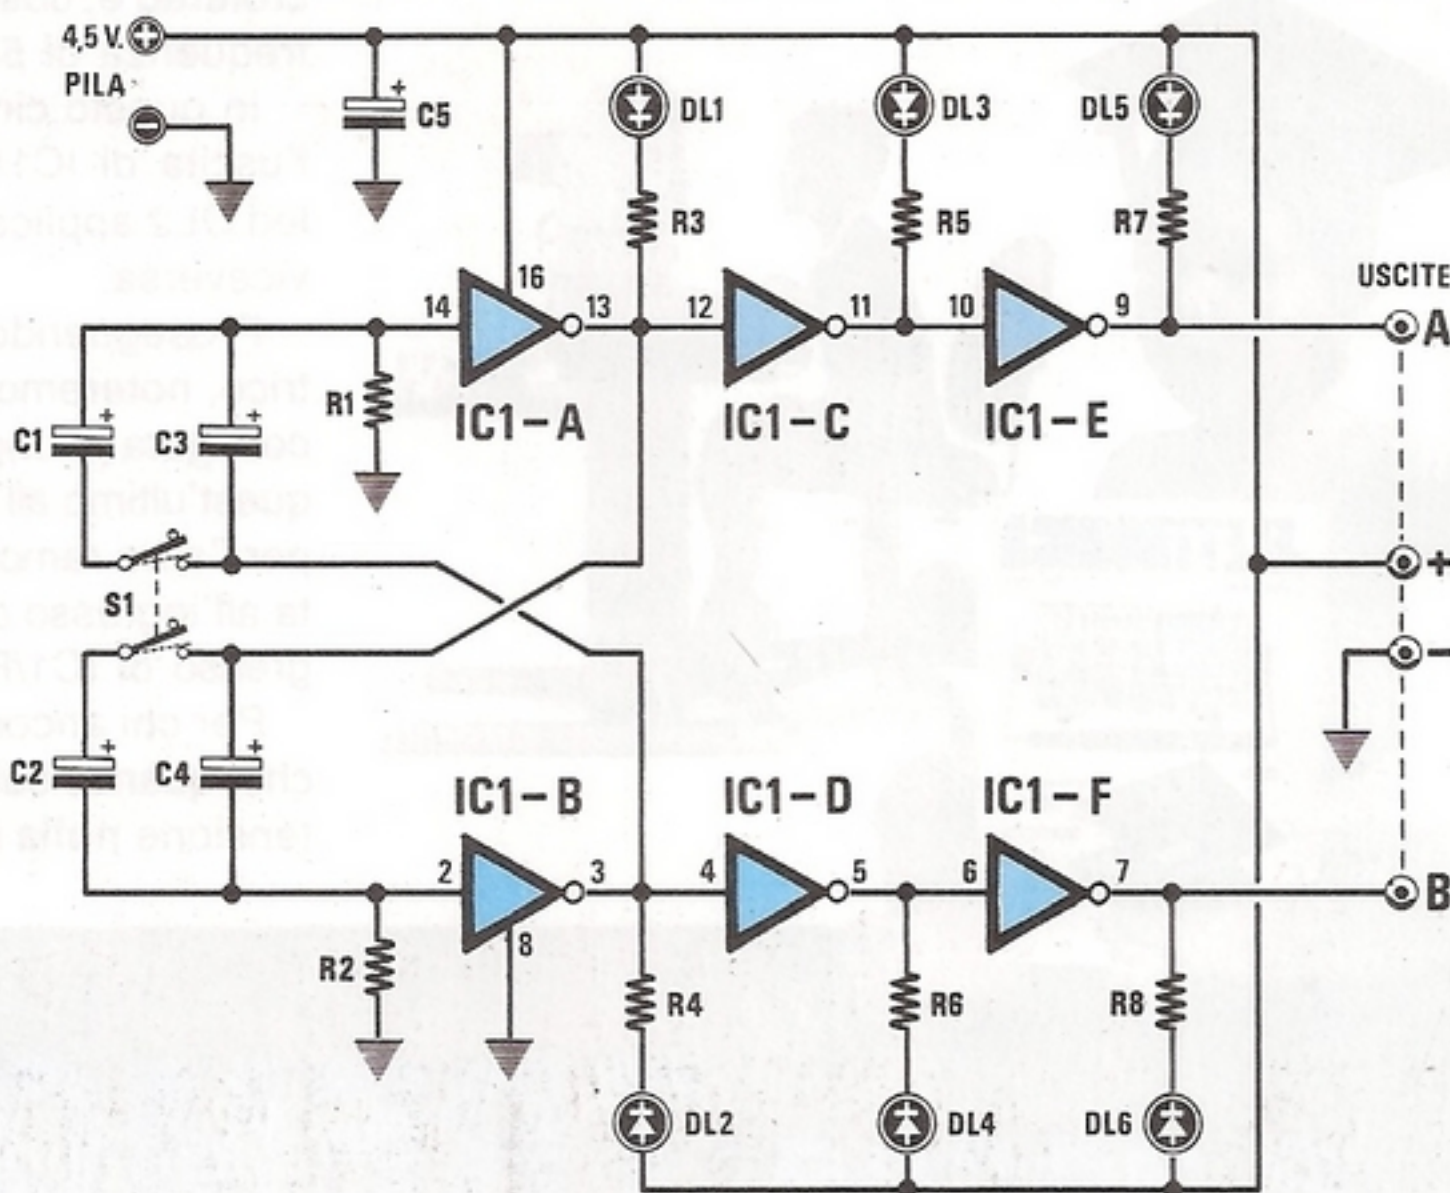 4,5 V.
PILA
C5
DL1
DL3
DL5
R3
R5
R7
16
14
13
12
11
10
9
USCITE
A
IC1-A
IC1-C
IC1-E
R1
C1
C3
S1
+
-
C2
C4
IC1-B
IC1-D
IC1-F
2
3
4
5
6
7
8
B
R2
R4
R6
R8
DL2
DL4
DL6